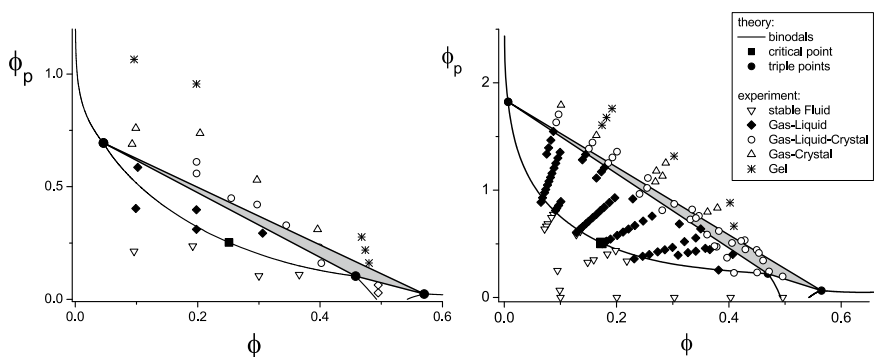 ϕp
1.0
0.5
0.0
0.0
0.2
0.4
0.6
ϕ
ϕp
2
1
0
0.0
0.2
0.4
0.6
ϕ
theory:
binodals
critical point
triple points
experiment:
stable Fluid
Gas-Liquid
Gas-Liquid-Crystal
Gas-Crystal
Gel